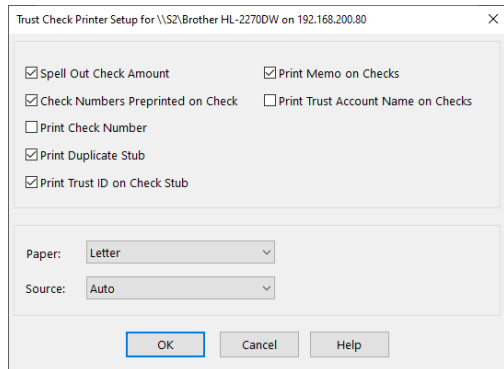 Trust Check Printer Setup for \\S2\Brother HL-2270DW on 192.168.200.80
Spell Out Check Amount
Print Memo on Checks
Check Numbers Preprinted on Check
Print Trust Account Name on Checks
Print Check Number
Print Duplicate Stub
Print Trust ID on Check Stub
Paper: Letter
Source: Auto
OK Cancel Help